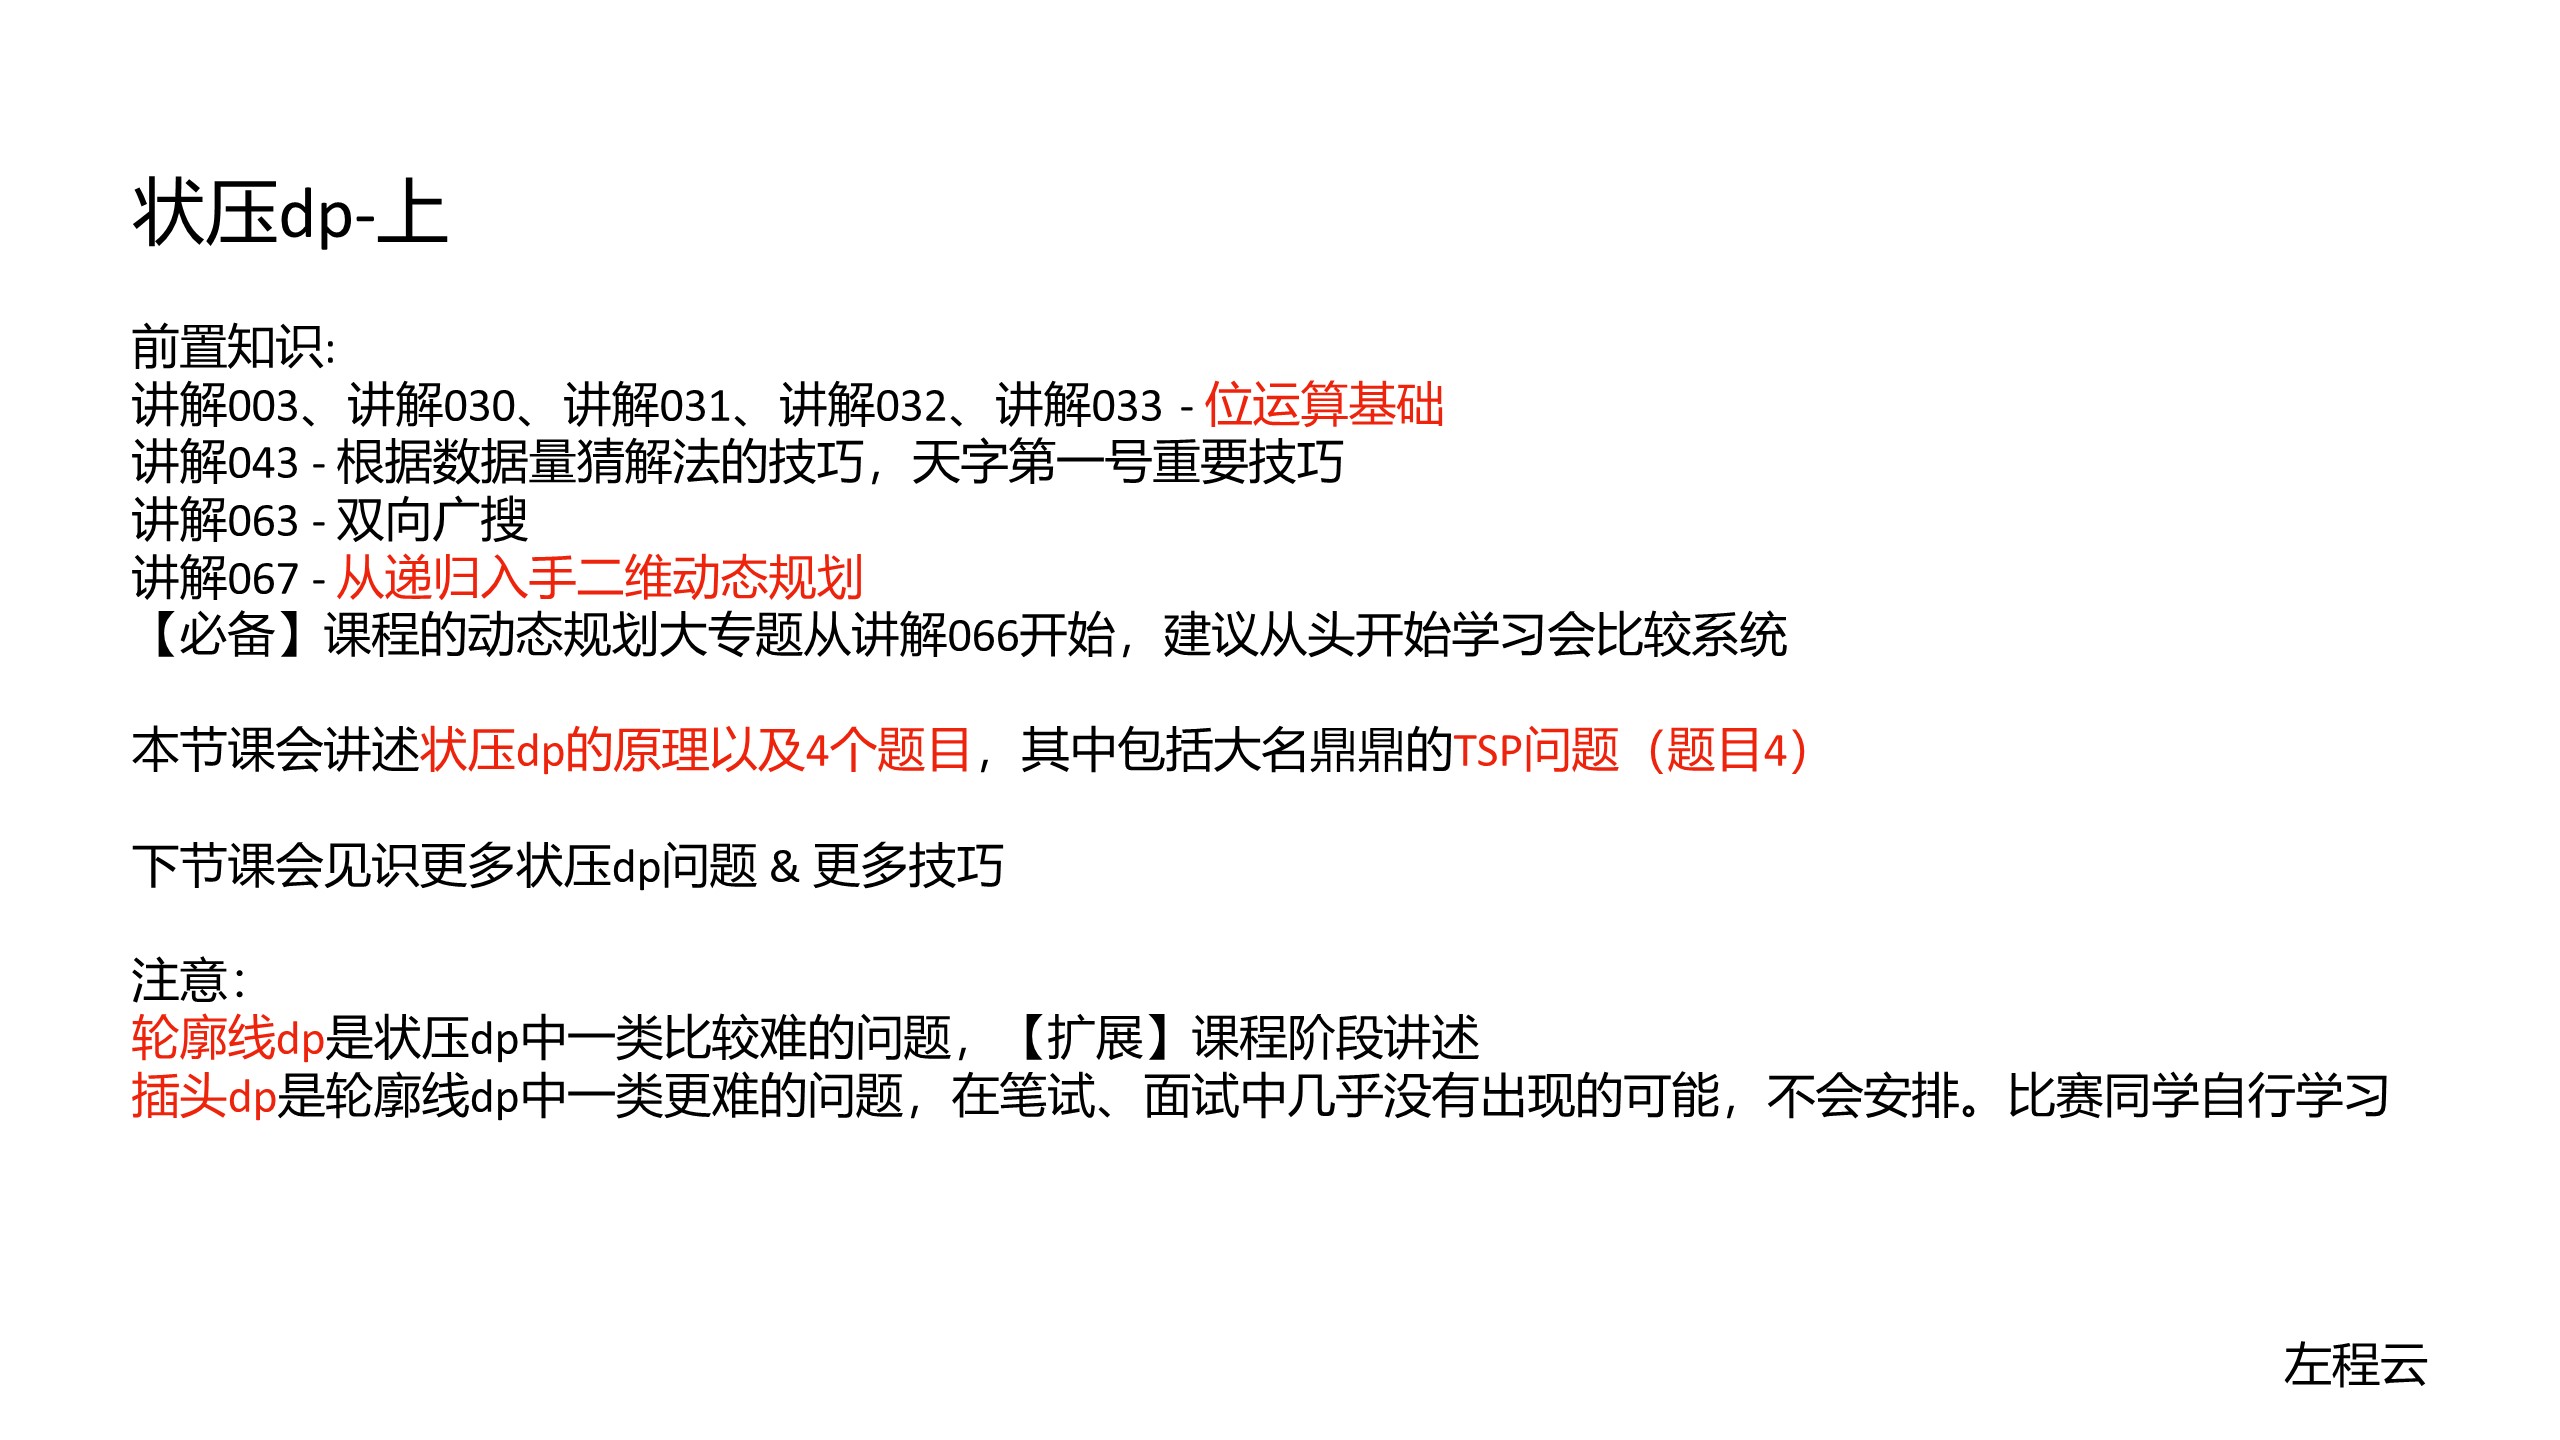 状压dp-上
前置知识:
讲解003、讲解030、讲解031、讲解032、讲解033 - 位运算基础
讲解043 - 根据数据量猜解法的技巧，天字第一号重要技巧
讲解063 - 双向广搜
讲解067 - 从递归入手二维动态规划
【必备】课程的动态规划大专题从讲解066开始，建议从头开始学习会比较系统
本节课会讲述状压dp的原理以及4个题目，其中包括大名鼎鼎的TSP问题（题目4）
下节课会见识更多状压dp问题 & 更多技巧
注意：
轮廓线dp是状压dp中一类比较难的问题，【扩展】课程阶段讲述
插头dp是轮廓线dp中一类更难的问题，在笔试、面试中几乎没有出现的可能，不会安排。比赛同学自行学习
左程云